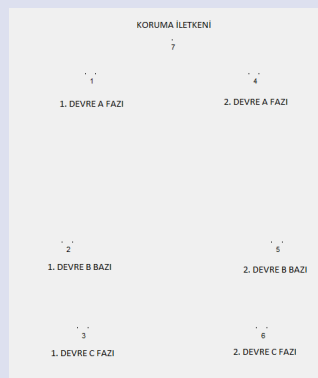 KORUMA İLETKENİ
7
1
4
1. DEVRE A FAZI
2. DEVRE A FAZI
2
5
1. DEVRE B BAZI
2. DEVRE B BAZI
3
6
1. DEVRE C FAZI
2. DEVRE C FAZI